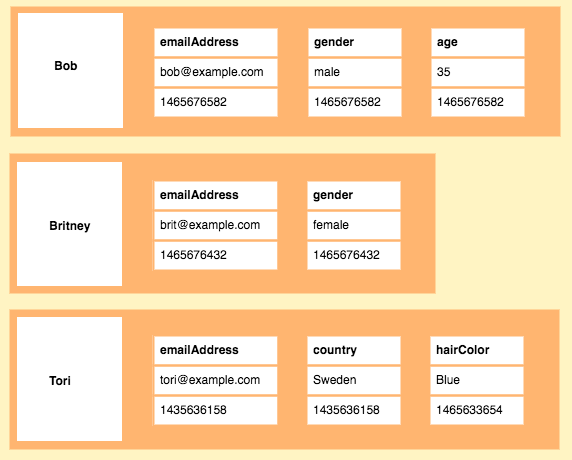 Bob
emailAddress gender age
bob@example.com male 35
1465676582 1465676582 1465676582
Britney
emailAddress gender
brit@example.com female
1465676432 1465676432
Tori
emailAddress country hairColor
tori@example.com Sweden Blue
1435636158 1435636158 1465633654